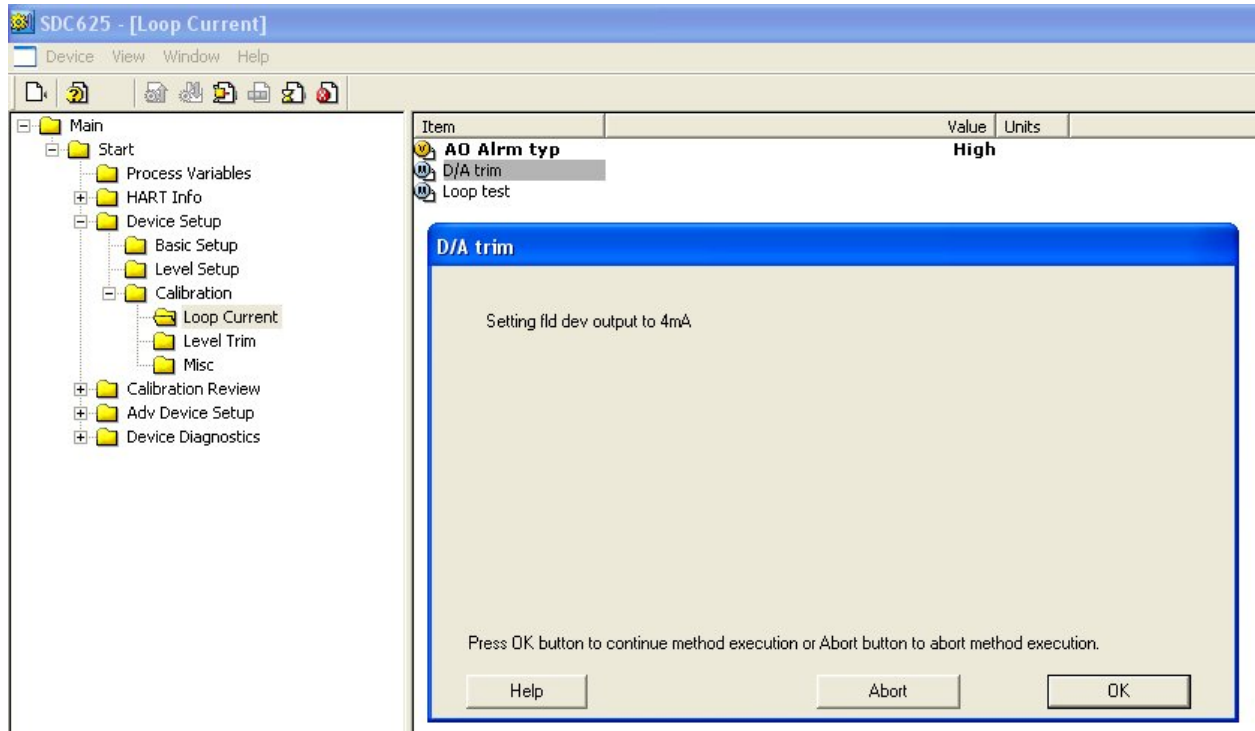 SDC625 - [Loop Current]
Device View Window Help
Main
Start
Process Variables
HART Info
Device Setup
Basic Setup
Level Setup
Calibration
Loop Current
Level Trim
Misc
Calibration Review
Adv Device Setup
Device Diagnostics
Item Value Units
AO Alrm typ High
D/A trim
Loop test
D/A trim
Setting fld dev output to 4mA
Press OK button to continue method execution or Abort button to abort method execution.
Help Abort OK